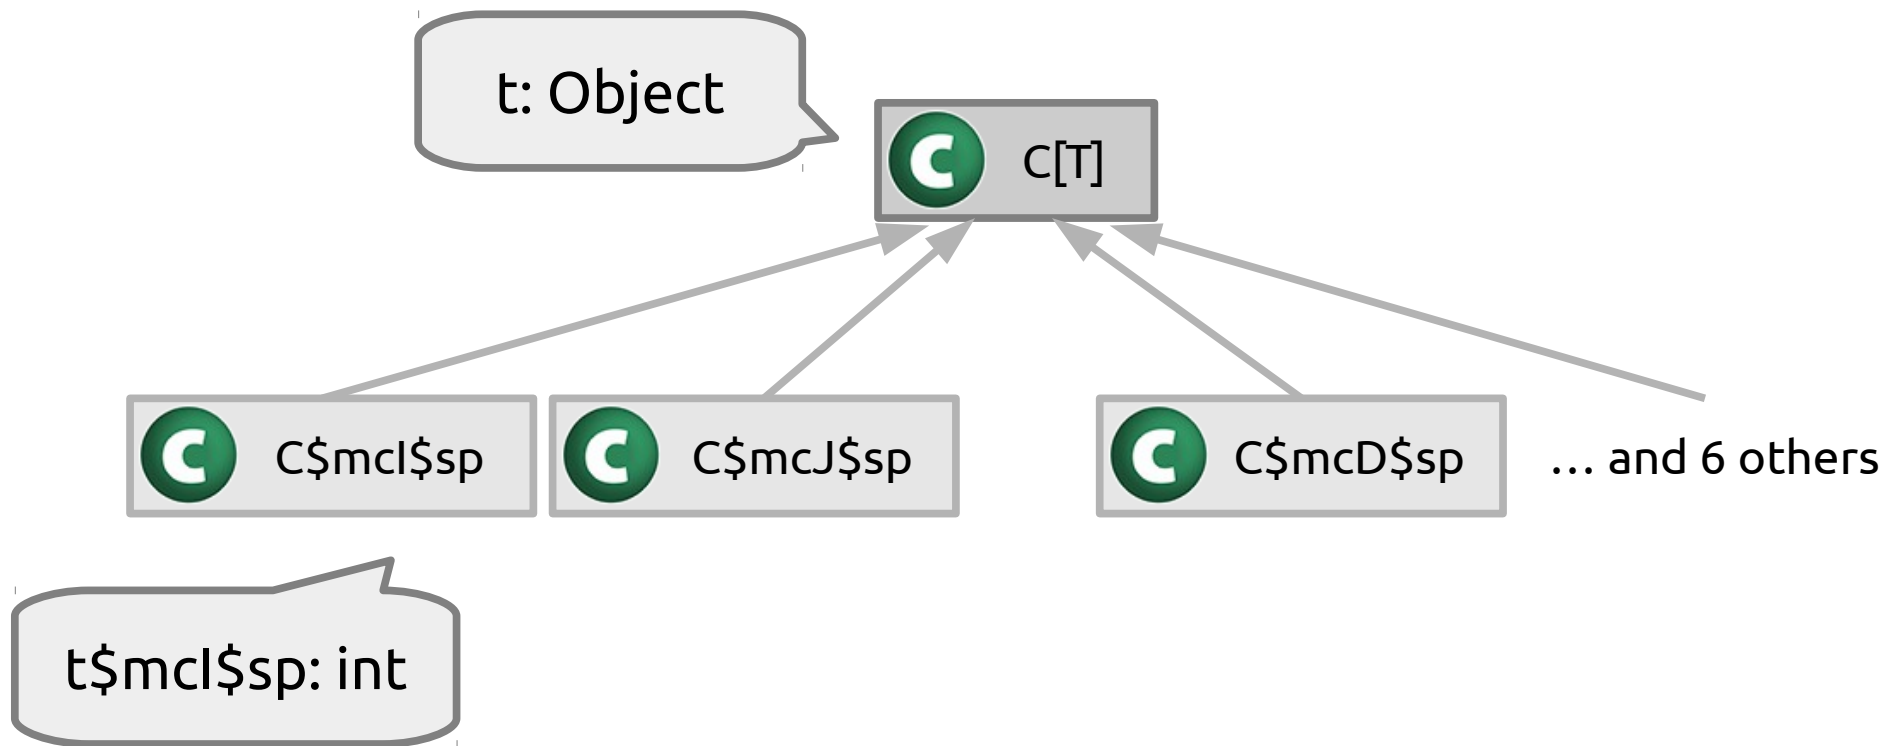 t: Object
C[T]
C$mcI$sp
C$mcJ$sp
C$mcD$sp
… and 6 others
t$mcI$sp: int